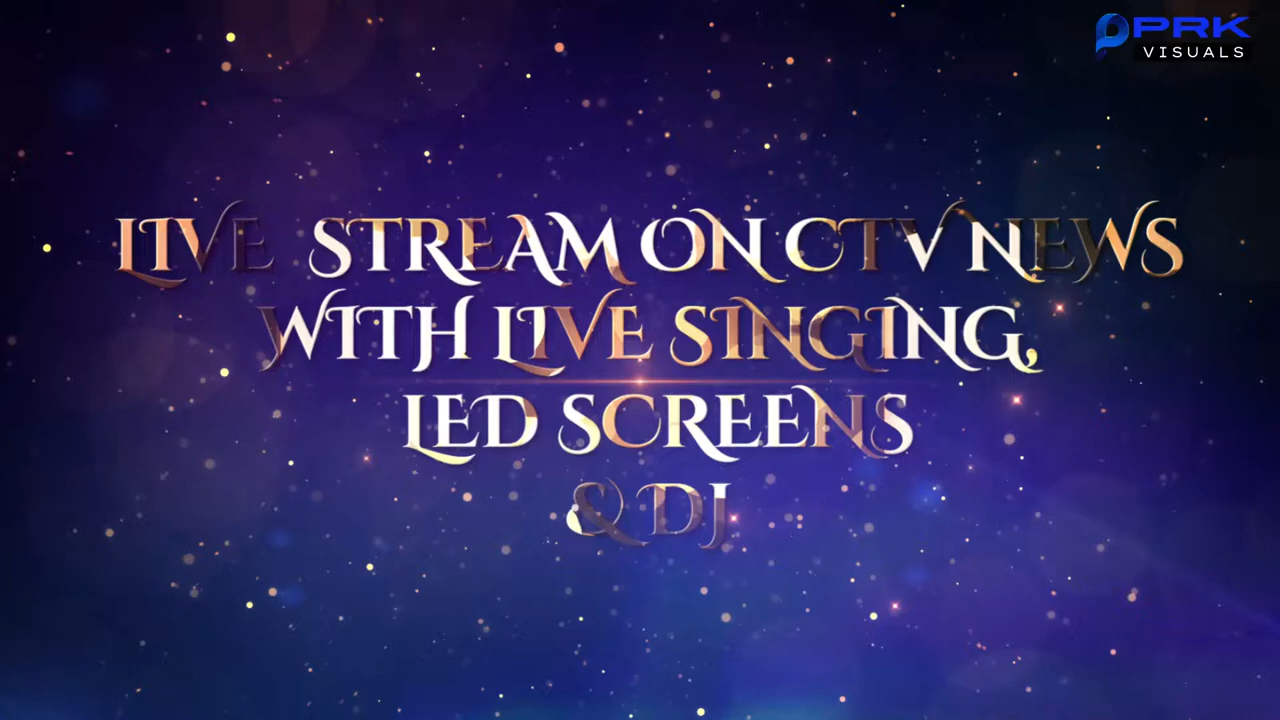 PRK
VISUALS
LIVE STREAM ON CTV NEWS
WITH LIVE SINGING,
LED SCREENS
& DJ